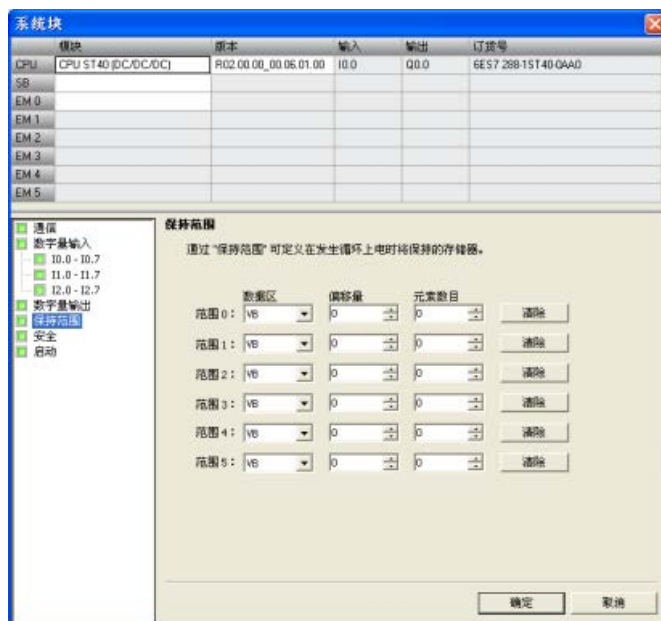 系统块
模块 版本 输入 输出 订货号
CPU CPU ST40 (DC/DC/DC) R02.00.00_00.06.01.00 I0.0 Q0.0 6ES7 288-1ST40-0AA0
SB
EM 0
EM 1
EM 2
EM 3
EM 4
EM 5
通信
数字量输入
I0.0 - I0.7
I1.0 - I1.7
I2.0 - I2.7
数字量输出
保持范围
安全
启动
保持范围
通过“保持范围”可定义在发生循环上电时将保持的存储器。
数据区 偏移量 元素数目
范围0: VB 0 0 清除
范围1: VB 0 0 清除
范围2: VB 0 0 清除
范围3: VB 0 0 清除
范围4: VB 0 0 清除
范围5: VB 0 0 清除
确定 取消